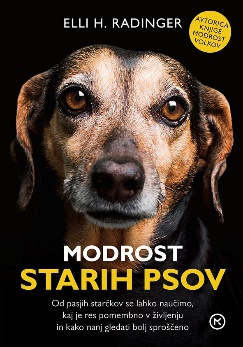 ELLI H. RADINGER
AVTORICA
KNJIGE
MODROST
VOLKOV
MODROST
STARIH PSOV
Od pasjih starčkov se lahko naučimo,
kaj je res pomembno v življenju
in kako nanj gledati bolj sproščeno